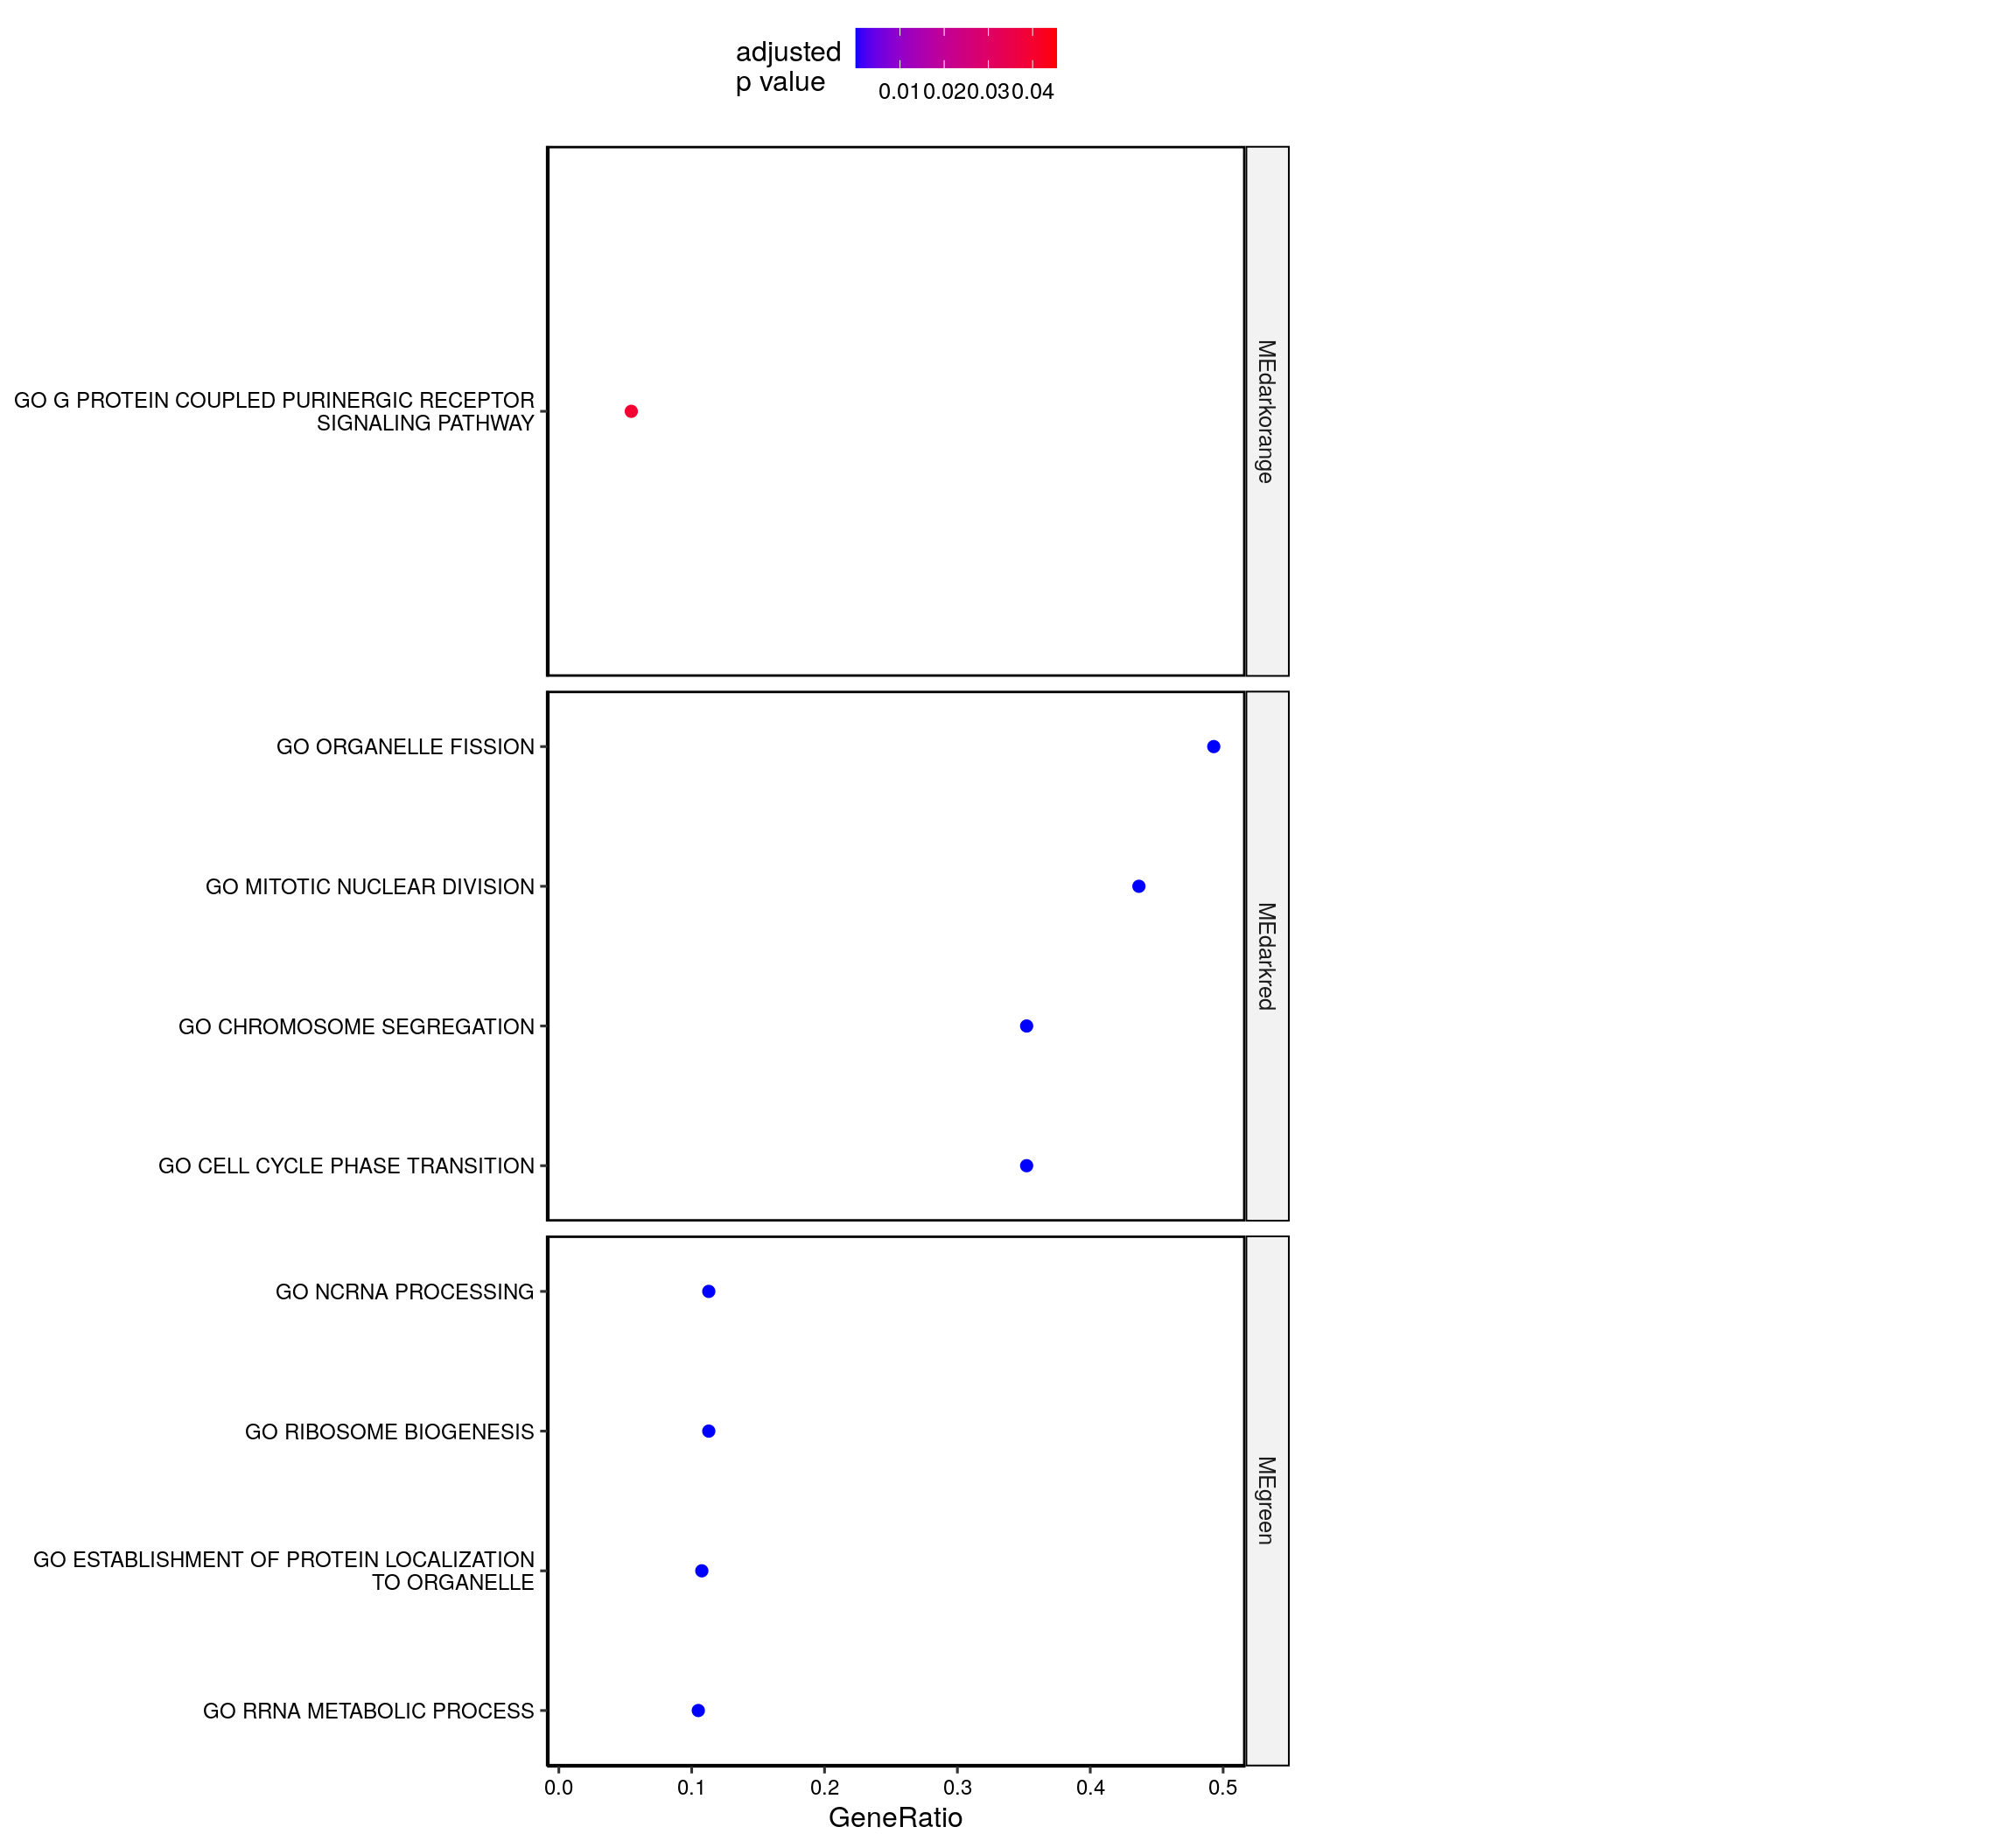 adjusted
p value
0.01 0.02 0.03 0.04
GO G PROTEIN COUPLED PURINERGIC RECEPTOR
SIGNALING PATHWAY
MEdarkorange
GO ORGANELLE FISSION
GO MITOTIC NUCLEAR DIVISION
GO CHROMOSOME SEGREGATION
GO CELL CYCLE PHASE TRANSITION
MEdarkred
GO NCRNA PROCESSING
GO RIBOSOME BIOGENESIS
GO ESTABLISHMENT OF PROTEIN LOCALIZATION
TO ORGANELLE
GO RRNA METABOLIC PROCESS
MEgreen
0.0 0.1 0.2 0.3 0.4 0.5
GeneRatio